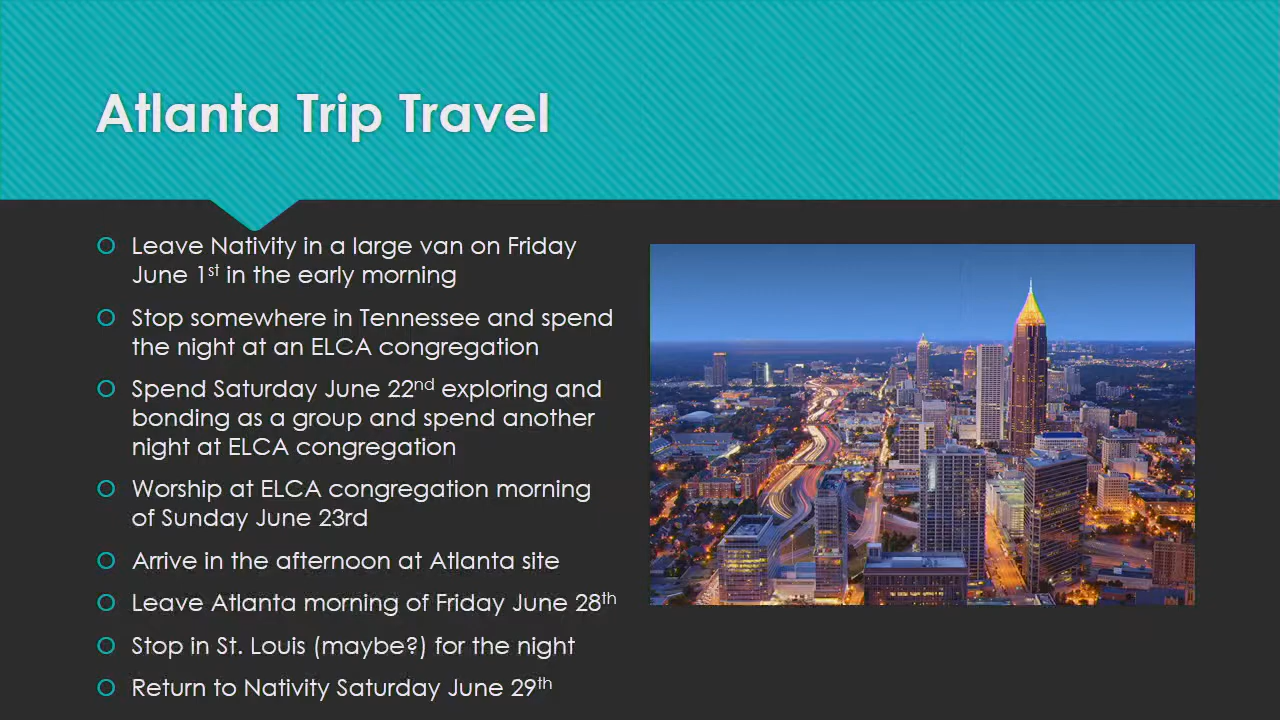 Atlanta Trip Travel
Leave Nativity in a large van on Friday
June 1st in the early morning
Stop somewhere in Tennessee and spend
the night at an ELCA congregation
Spend Saturday June 22nd exploring and
bonding as a group and spend another
night at ELCA congregation
Worship at ELCA congregation morning
of Sunday June 23rd
Arrive in the afternoon at Atlanta site
Leave Atlanta morning of Friday June 28th
Stop in St. Louis (maybe?) for the night
Return to Nativity Saturday June 29th